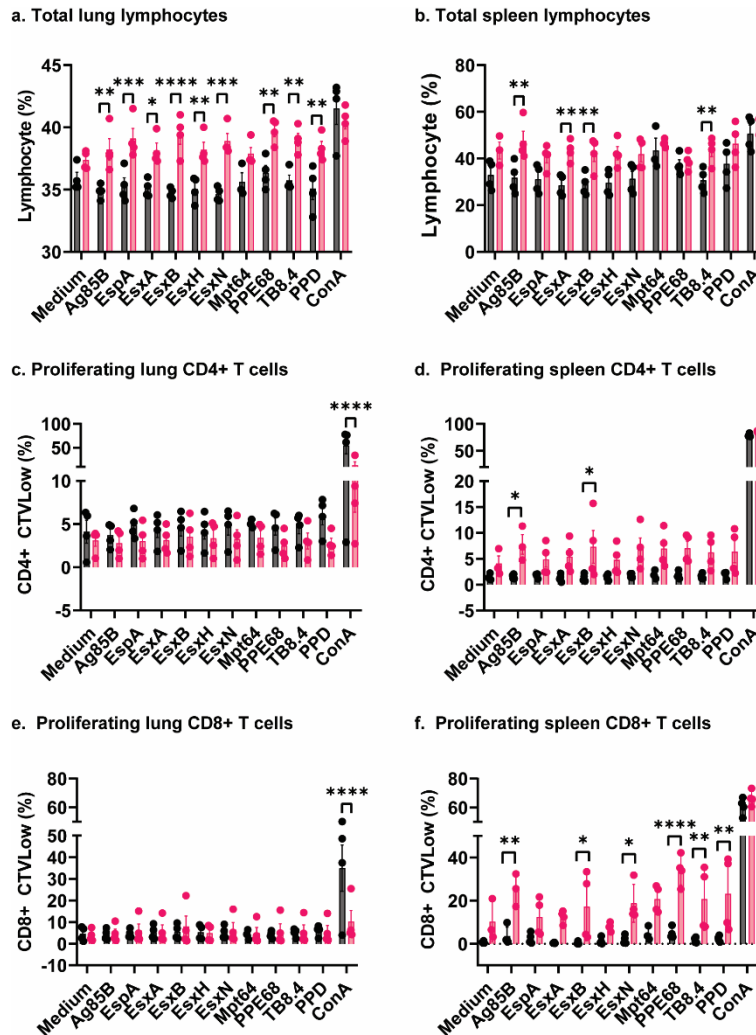 a. Total lung lymphocytes
b. Total spleen lymphocytes
Lymphocyte (%)
45
40
35
30
** *** * **** ** *** ** ** **
Medium Ag85B EspA EsxA EsxB EsxH EsxN Mpt64 PPE68 TB8.4 PPD ConA
Lymphocyte (%)
80
60
40
20
0
** ** ** **
Medium Ag85B EspA EsxA EsxB EsxH EsxN Mpt64 PPE68 TB8.4 PPD ConA
c. Proliferating lung CD4+ T cells
d. Proliferating spleen CD4+ T cells
CD4+ CTVLow (%)
100
50
10
5
0
-5
****
Medium Ag85B EspA EsxA EsxB EsxH EsxN Mpt64 PPE68 TB8.4 PPD ConA
CD4+ CTVLow (%)
100
50
20
15
10
5
0
-5
* *
Medium Ag85B EspA EsxA EsxB EsxH EsxN Mpt64 PPE68 TB8.4 PPD ConA
e. Proliferating lung CD8+ T cells
f. Proliferating spleen CD8+ T cells
CD8+ CTVLow (%)
80
60
50
40
30
20
10
0
-10
****
Medium Ag85B EspA EsxA EsxB EsxH EsxN Mpt64 PPE68 TB8.4 PPD ConA
CD8+ CTVLow (%)
80
60
40
20
0
** * * **** ** **
Medium Ag85B EspA EsxA EsxB EsxH EsxN Mpt64 PPE68 TB8.4 PPD ConA